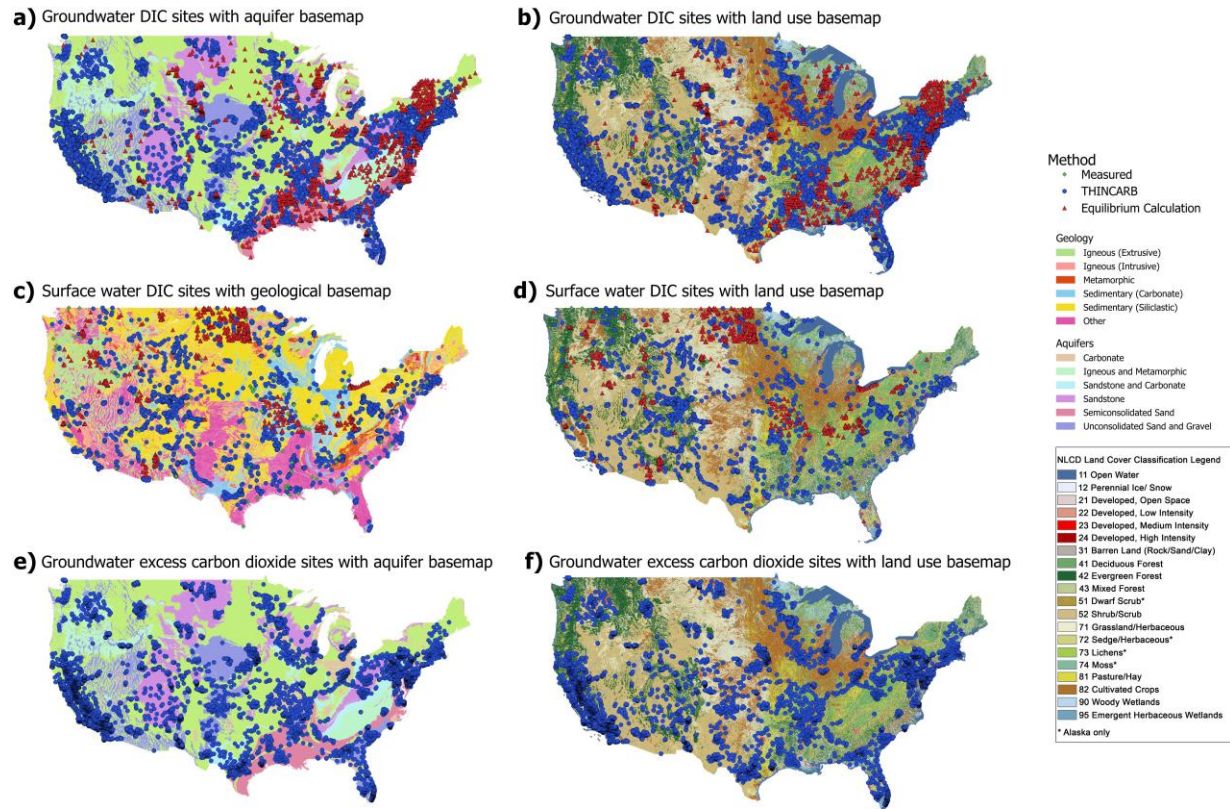 a) Groundwater DIC sites with aquifer basemap
b) Groundwater DIC sites with land use basemap
c) Surface water DIC sites with geological basemap
d) Surface water DIC sites with land use basemap
e) Groundwater excess carbon dioxide sites with aquifer basemap
f) Groundwater excess carbon dioxide sites with land use basemap
Method
Measured
THINCARB
Equilibrium Calculation
Geology
Igneous (Extrusive)
Igneous (Intrusive)
Metamorphic
Sedimentary (Carbonate)
Sedimentary (Siliclastic)
Other
Aquifers
Carbonate
Igneous and Metamorphic
Sandstone and Carbonate
Sandstone
Semiconsolidated Sand
Unconsolidated Sand and Gravel
NLCD Land Cover Classification Legend
11 Open Water
12 Perennial Ice/ Snow
21 Developed, Open Space
22 Developed, Low Intensity
23 Developed, Medium Intensity
24 Developed, High Intensity
31 Barren Land (Rock/Sand/Clay)
41 Deciduous Forest
42 Evergreen Forest
43 Mixed Forest
51 Dwarf Scrub*
52 Shrub/Scrub
71 Grassland/Herbaceous
72 Sedge/Herbaceous*
73 Lichens*
74 Moss*
81 Pasture/Hay
82 Cultivated Crops
90 Woody Wetlands
95 Emergent Herbaceous Wetlands
* Alaska only